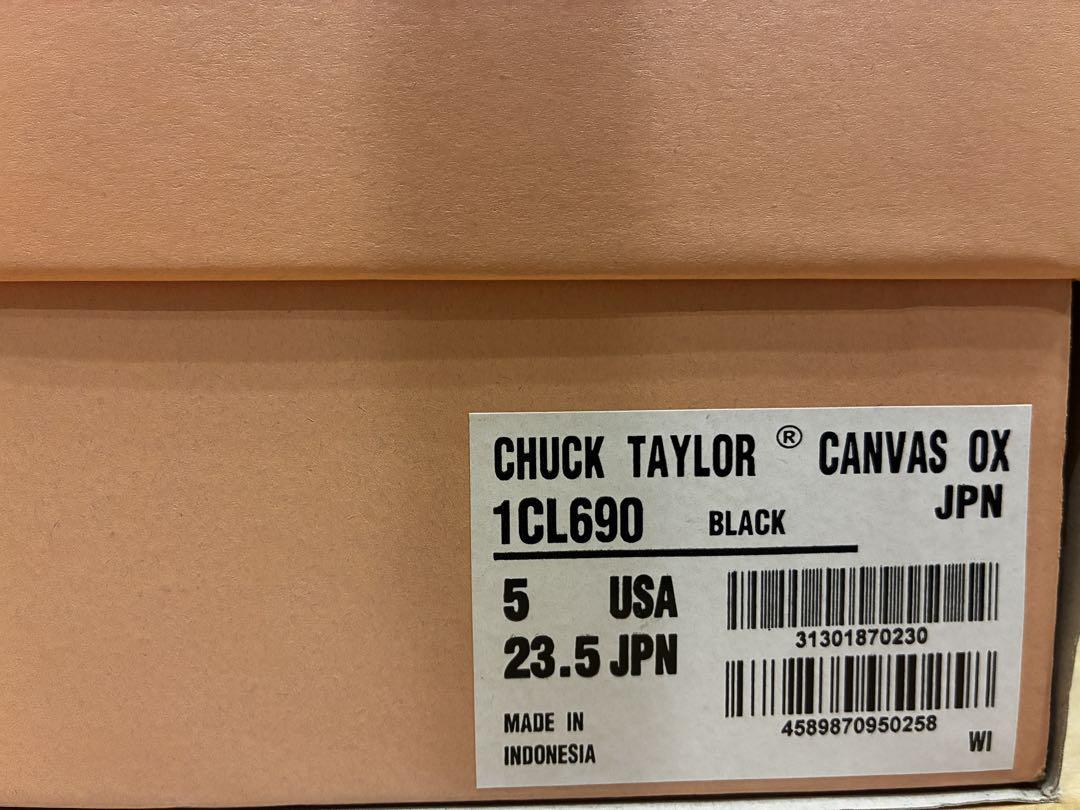 CHUCK TAYLOR ® CANVAS OX
JPN
1CL690 BLACK
5 USA
23.5 JPN
31301870230
4589870950258
MADE IN
INDONESIA
WI